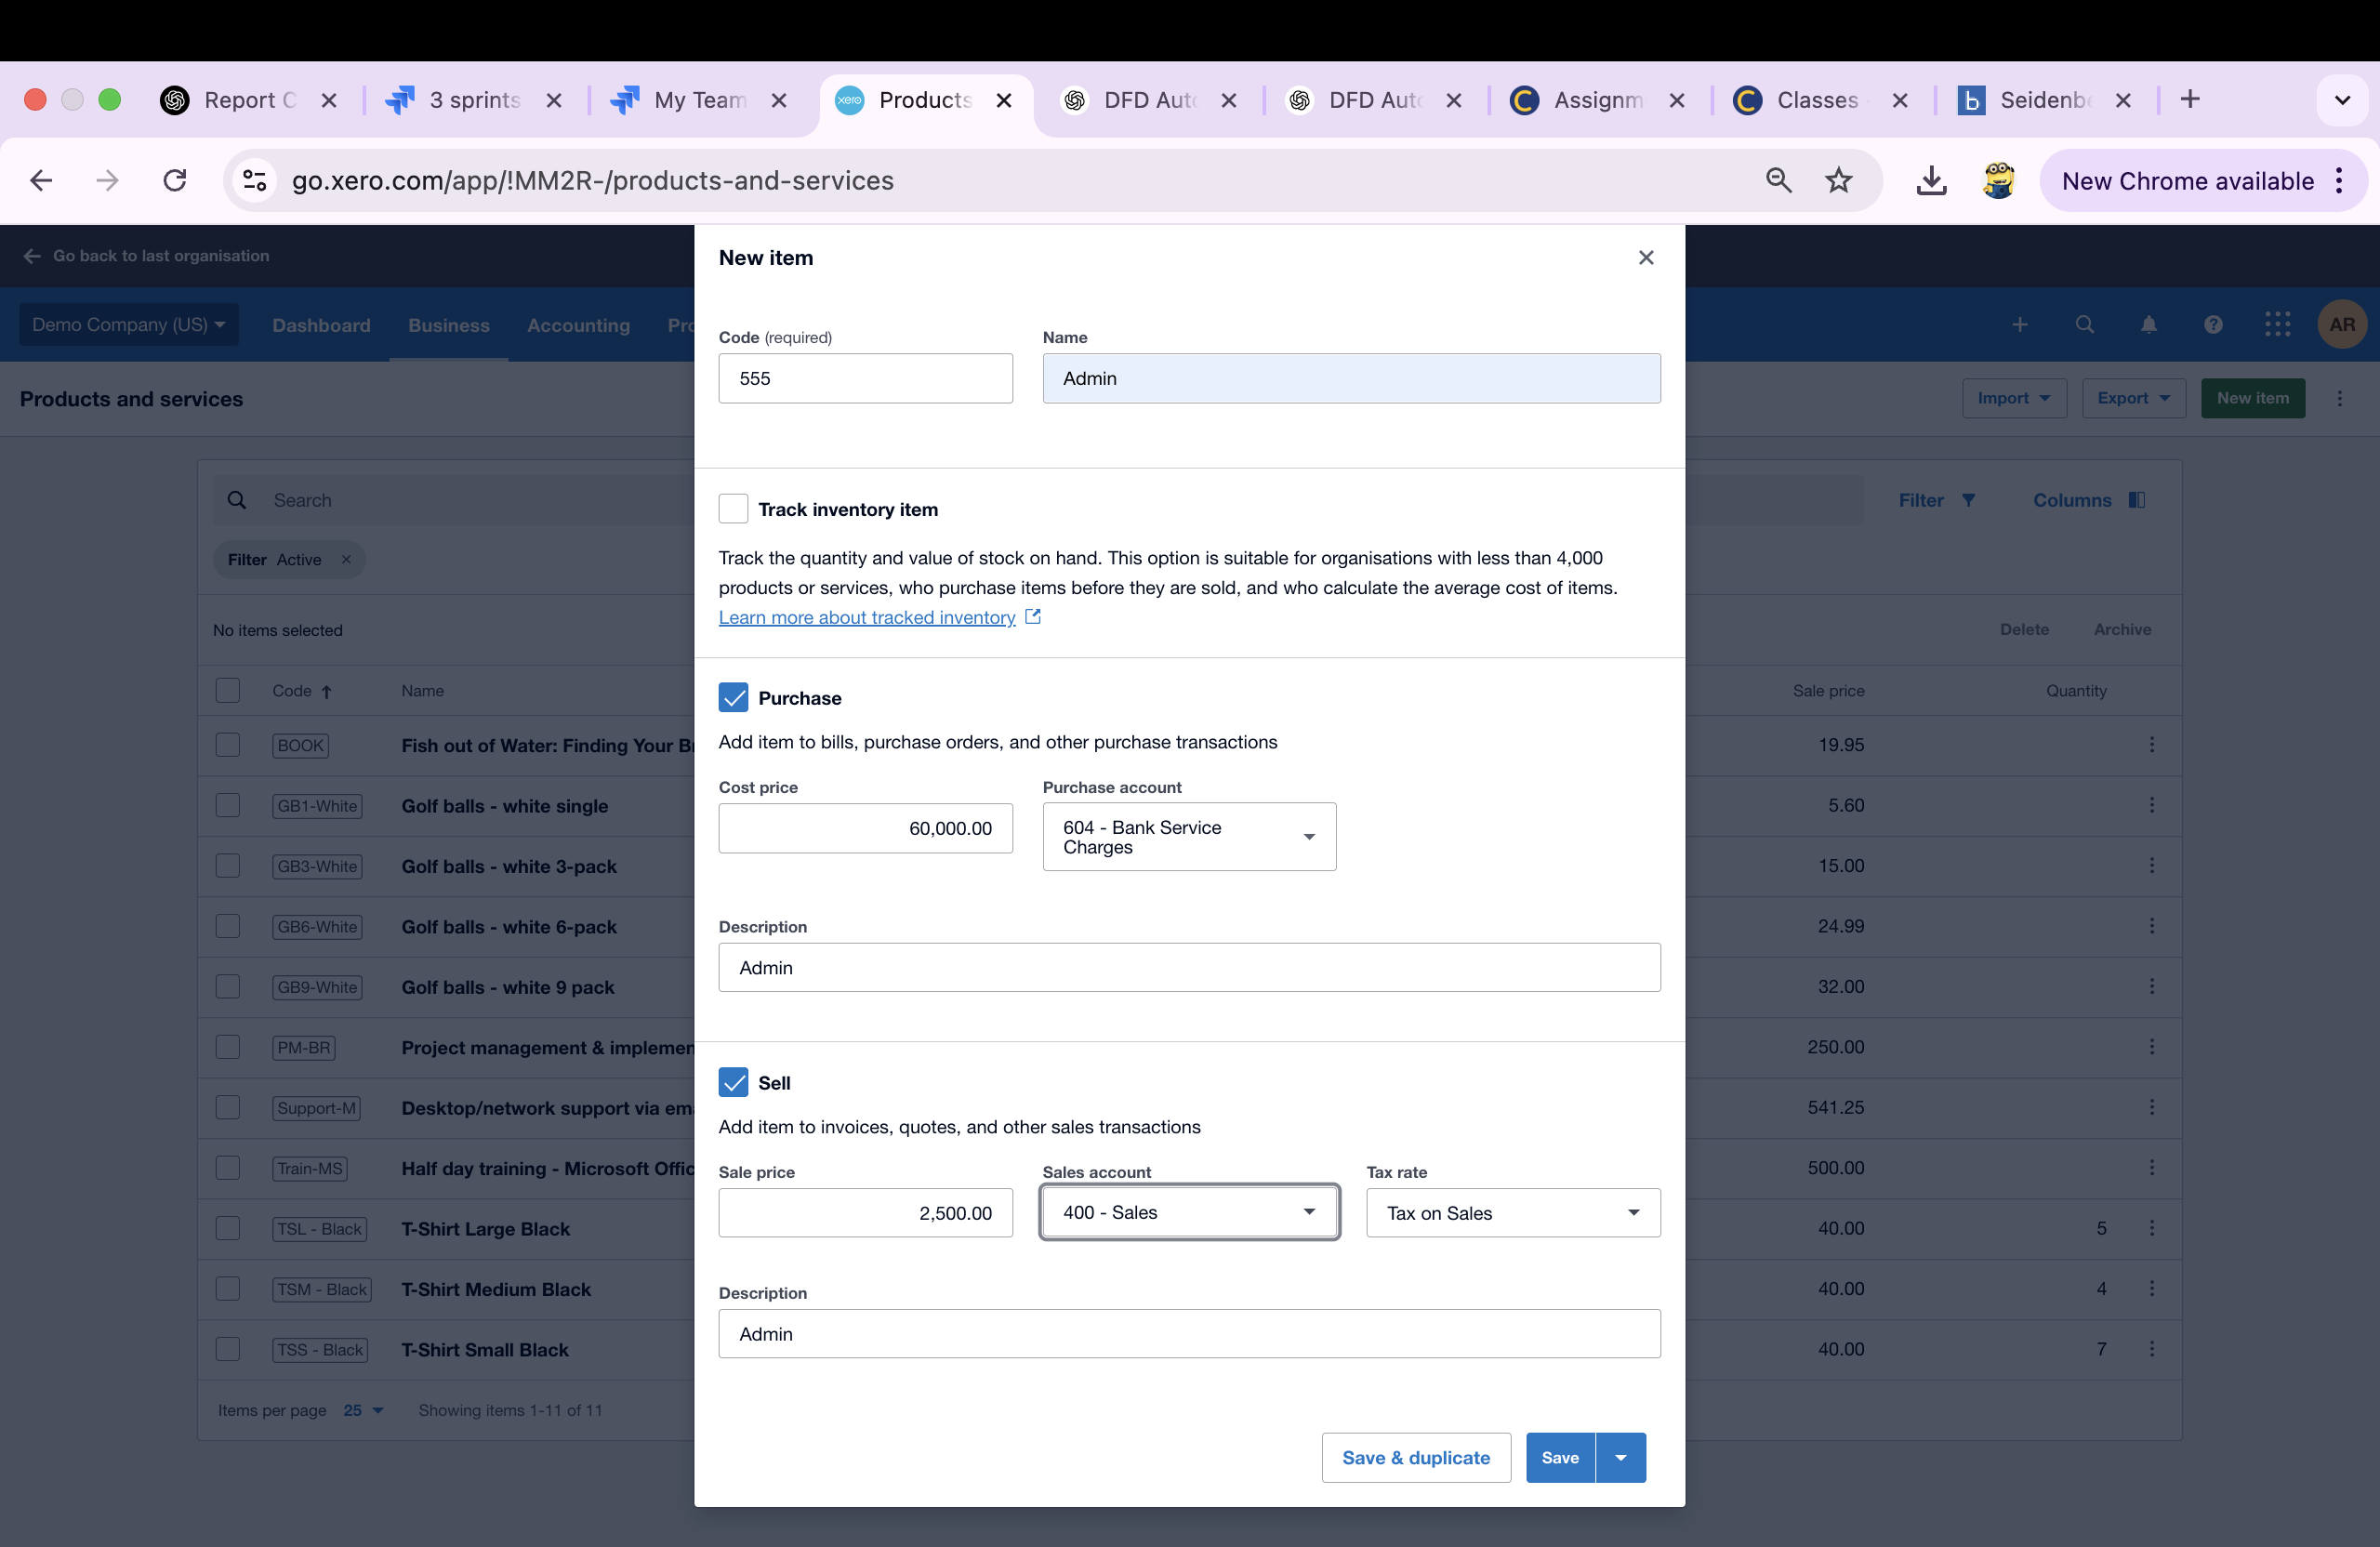 Report C
3 sprints
My Team
xero
Products
DFD Aut
DFD Aut
Assignm
Classes
Seidenb
go.xero.com/app/!MM2R-/products-and-services
New Chrome available
Go back to last organisation
Demo Company (US)
Dashboard
Business
Accounting
AR
Products and services
Import
Export
New item
Search
Filter
Columns
Filter Active
No items selected
Delete
Archive
Code
Name
Sale price
Quantity
BOOK Fish out of Water: Finding Your 19.95
GB1-White Golf balls - white single 5.60
GB3-White Golf balls - white 3-pack 15.00
GB6-White Golf balls - white 6-pack 24.99
GB9-White Golf balls - white 9 pack 32.00
PM-BR Project management & implemen 250.00
Support-M Desktop/network support via em 541.25
Train-MS Half day training - Microsoft Offic 500.00
TSL - Black T-Shirt Large Black 40.00 5
TSM - Black T-Shirt Medium Black 40.00 4
TSS - Black T-Shirt Small Black 40.00 7
Items per page 25 Showing items 1-11 of 11
New item
Code (required)
Name
555
Admin
Track inventory item
Track the quantity and value of stock on hand. This option is suitable for organisations with less than 4,000
products or services, who purchase items before they are sold, and who calculate the average cost of items.
Learn more about tracked inventory
Purchase
Add item to bills, purchase orders, and other purchase transactions
Cost price
Purchase account
60,000.00
604 - Bank Service
Charges
Description
Admin
Sell
Add item to invoices, quotes, and other sales transactions
Sale price
Sales account
Tax rate
2,500.00
400 - Sales
Tax on Sales
Description
Admin
Save & duplicate
Save